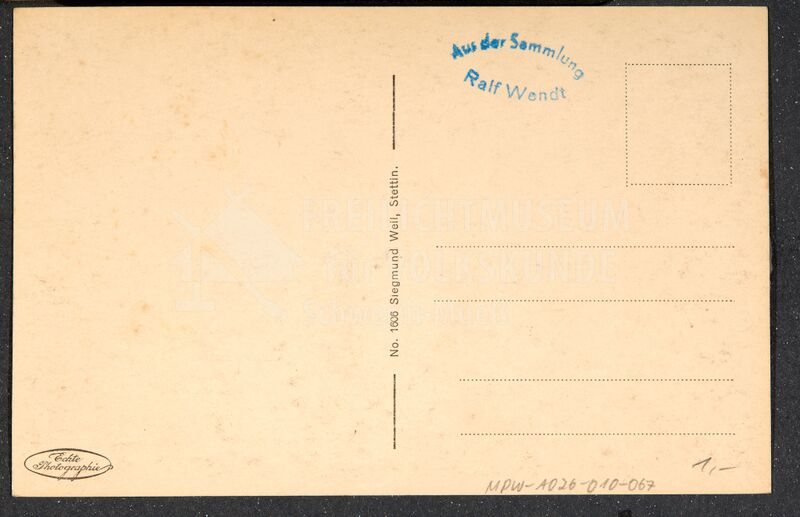 Aus der Sammlung
Ralf Wendt
No. 1606 Siegmund Weil, Stettin.
FREILICHTMUSEUM
für VOLKSKUNDE
Schwerin-Mueß
Echte
Photographie
1,-
MPW-A026-010-067